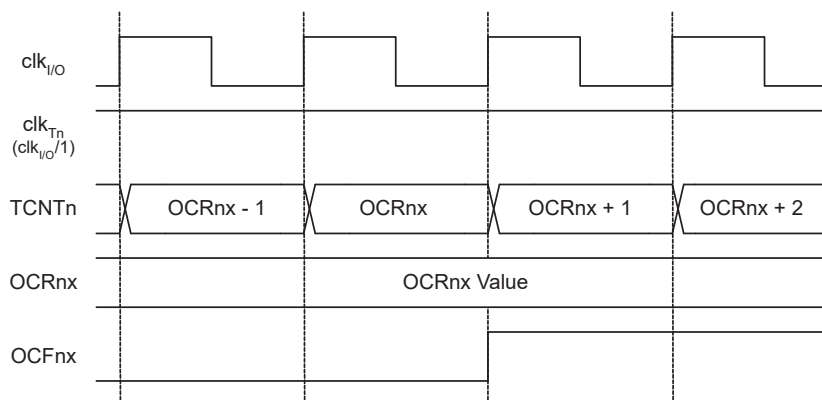 clkI/O
clkTn
(clkI/O/1)
TCNTn OCRnx - 1 OCRnx OCRnx + 1 OCRnx + 2
OCRnx OCRnx Value
OCFnx